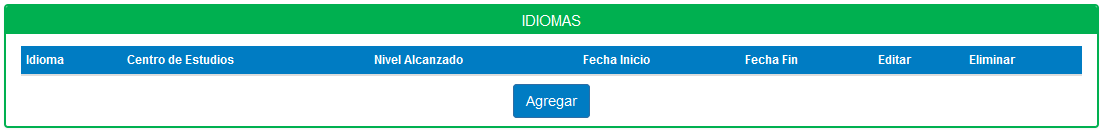 IDIOMAS
Idioma Centro de Estudios Nivel Alcanzado Fecha Inicio Fecha Fin Editar Eliminar
Agregar